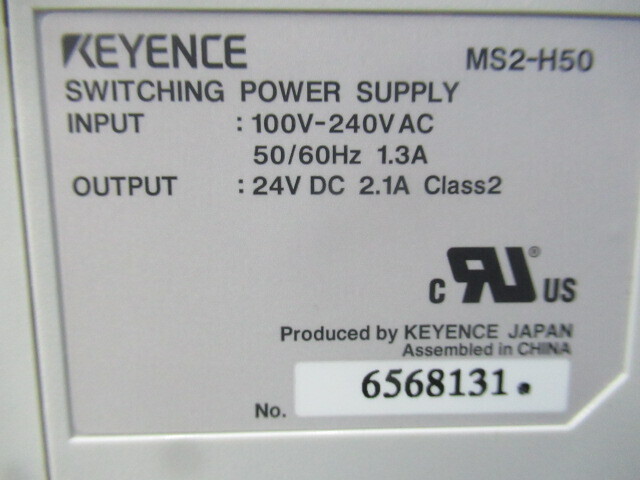 KEYENCE MS2-H50
SWITCHING POWER SUPPLY
INPUT : 100V-240V AC
50/60Hz 1.3A
OUTPUT : 24V DC 2.1A Class2
c RU® US
Produced by KEYENCE JAPAN
Assembled in CHINA
No. 6568131.